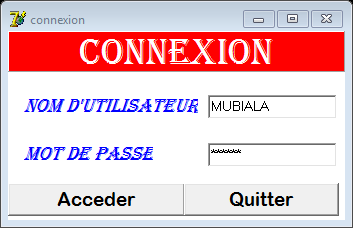 connexion
CONNEXION
NOM D'UTILISATEUR MUBIALA
MOT DE PASSE *******
Acceder Quitter